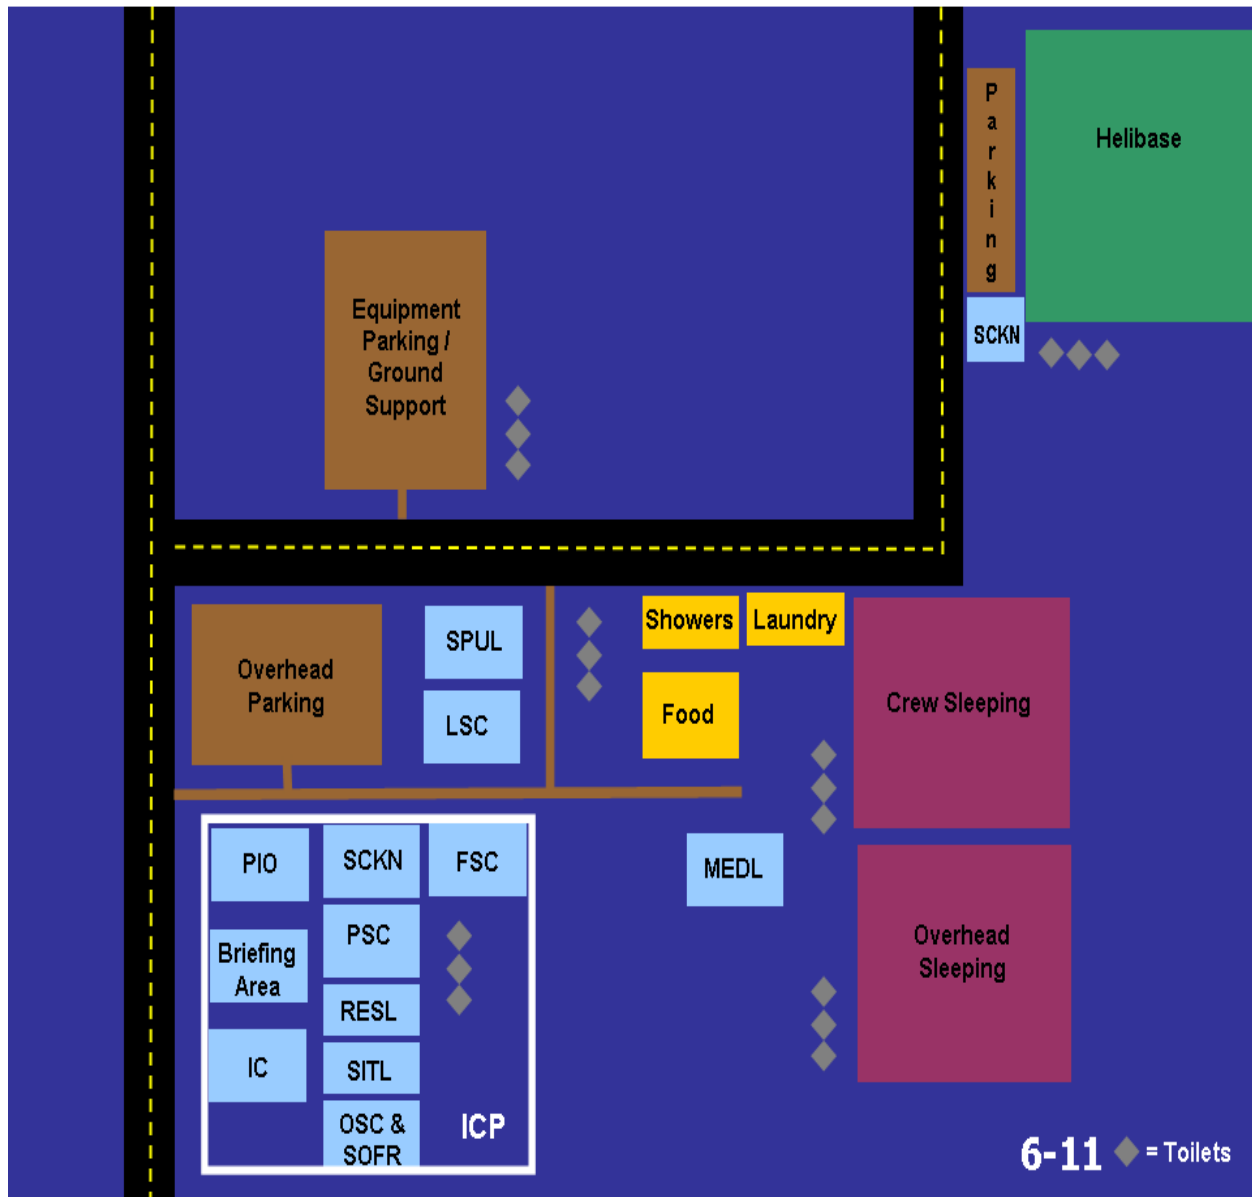 P
a
r
k
i
n
g
Helibase
SCKN
Equipment
Parking /
Ground
Support
Overhead
Parking
SPUL
LSC
Showers
Laundry
Food
Crew Sleeping
PIO
SCKN
FSC
MEDL
Briefing
Area
PSC
Overhead
Sleeping
RESL
IC
SITL
OSC &
SOFR
ICP
6-11
= Toilets